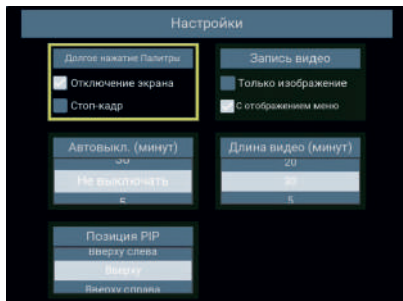 Настройки
Долгое нажатие Палитры
Отключение экрана
Стоп-кадр
Запись видео
Только изображение
С отображением меню
Автовыкл. (минут)
30
Не выключать
5
Длина видео (минут)
20
5
Позиция PIP
Вверху слева
Вверху
Вверху справа